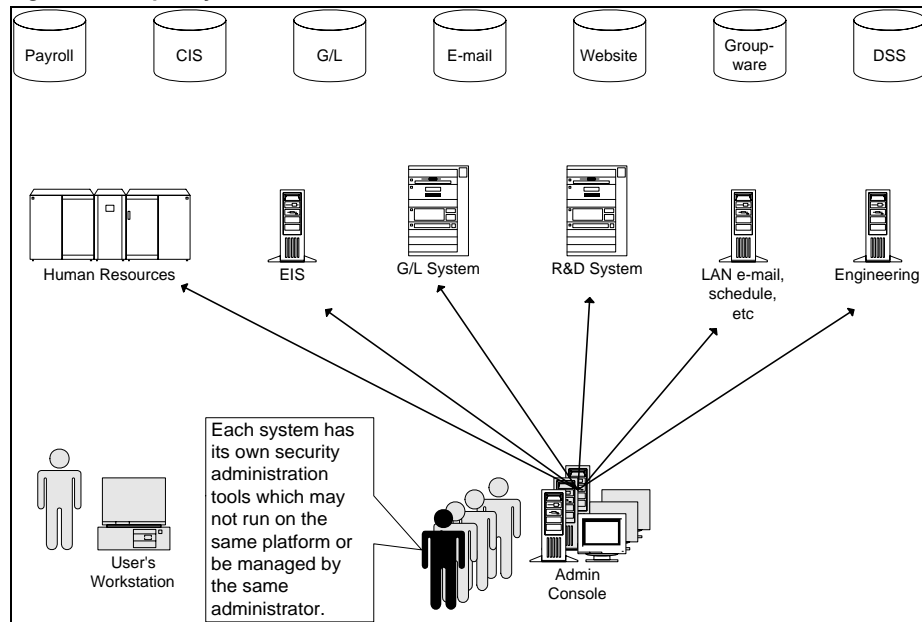 Payroll
CIS
G/L
E-mail
Website
Group-
ware
DSS
Human Resources
EIS
G/L System
R&D System
LAN e-mail,
schedule,
etc
Engineering
Each system has
its own security
administration
tools which may
not run on the
same platform or
be managed by
the same
administrator.
User's
Workstation
Admin
Console